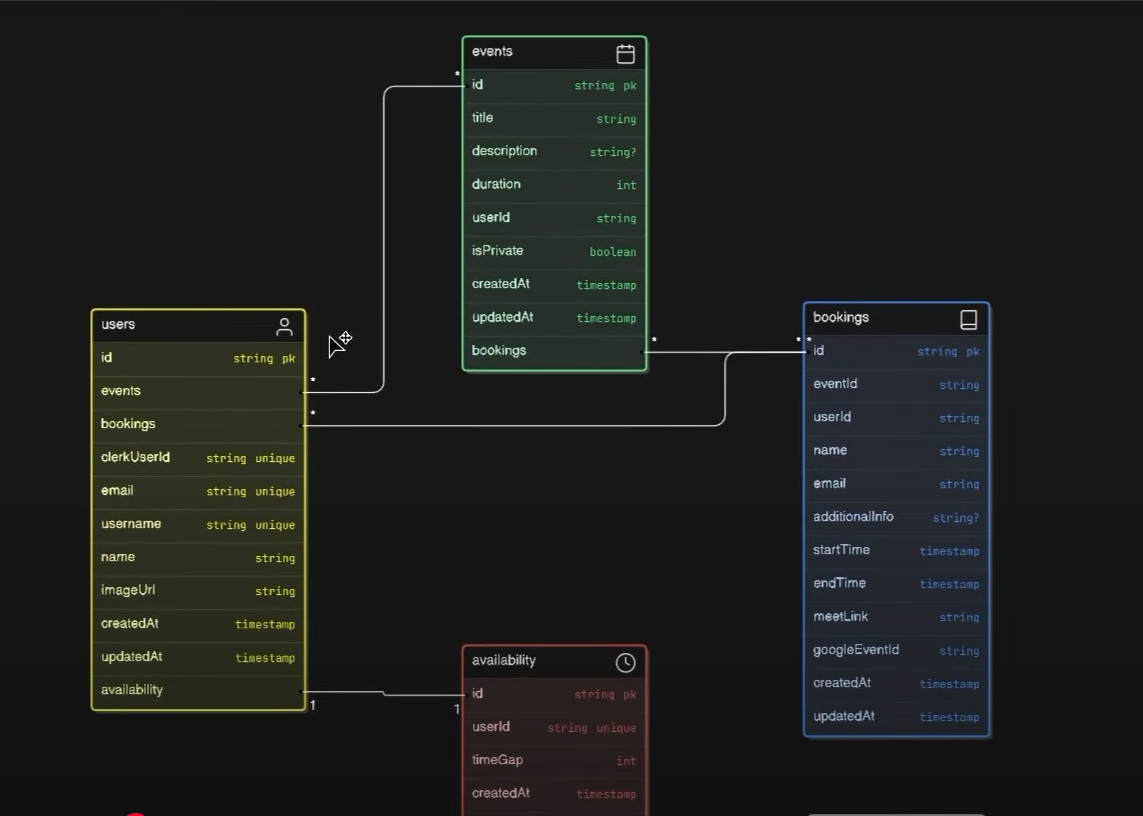 events
id string pk
title string
description string?
duration int
userId string
isPrivate boolean
createdAt timestamp
updatedAt timestamp
bookings
*
*
users
id string pk
events
bookings
clerkUserId string unique
email string unique
username string unique
name string
imageUrl string
createdAt timestamp
updatedAt timestamp
availability
*
*
1
bookings
* *
id string pk
eventId string
userId string
name string
email string
additionalInfo string?
startTime timestamp
endTime timestamp
meetLink string
googleEventId string
createdAt timestamp
updatedAt timestamp
availability
1
id string pk
userId string unique
timeGap int
createdAt timestamp